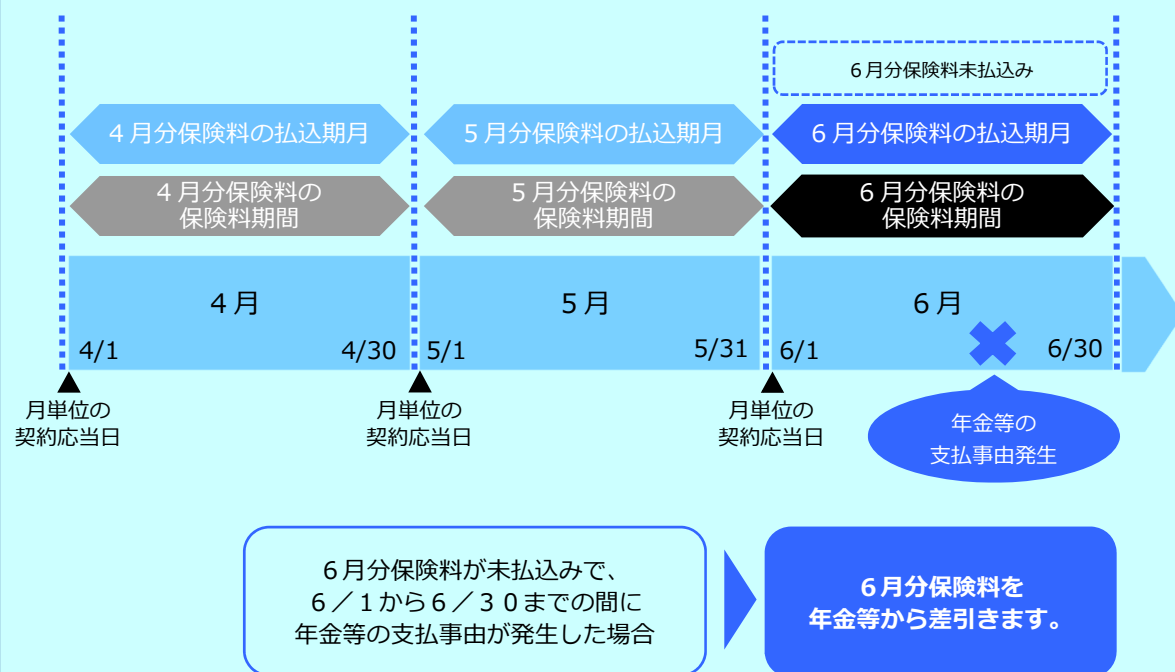 ６月分保険料未払込み
４月分保険料の払込期月
５月分保険料の払込期月
６月分保険料の払込期月
４月分保険料の
保険料期間
５月分保険料の
保険料期間
６月分保険料の
保険料期間
４月
５月
６月
4/1
4/30
5/1
5/31
6/1
6/30
月単位の
契約応当日
月単位の
契約応当日
月単位の
契約応当日
年金等の
支払事由発生
６月分保険料が未払込みで、
６／１から６／３０までの間に
年金等の支払事由が発生した場合
６月分保険料を
年金等から差引きます。